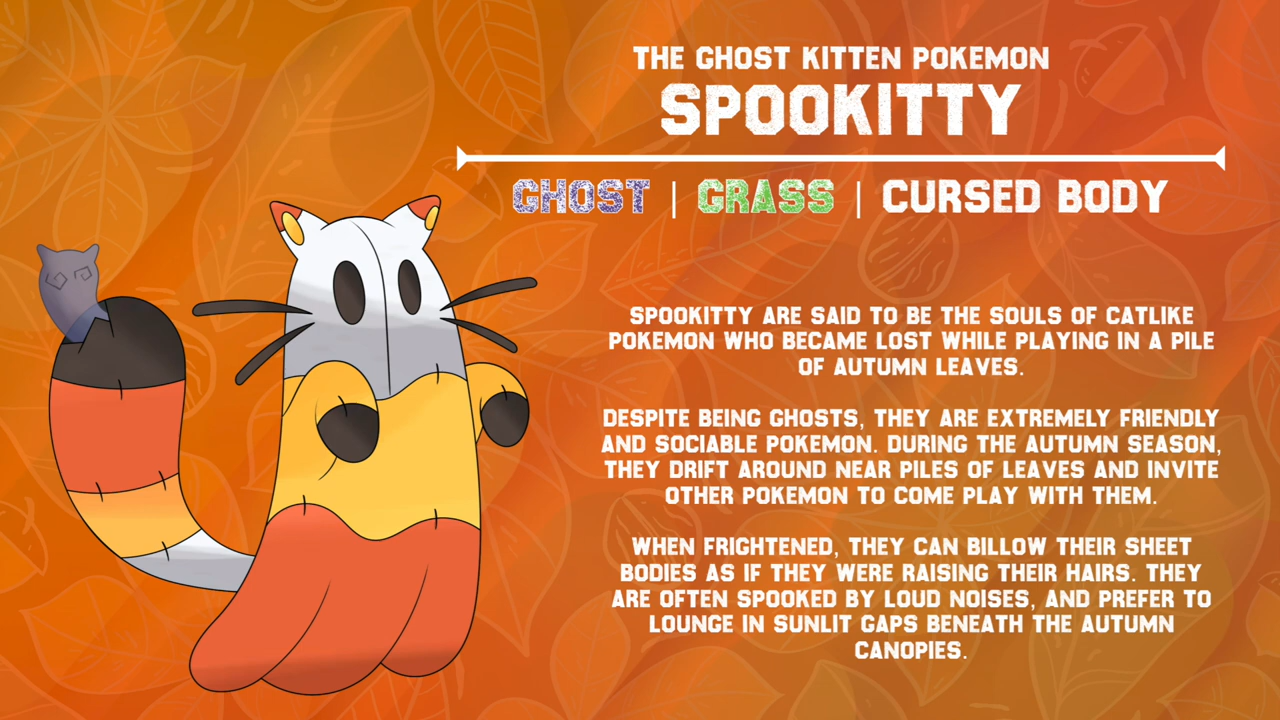 THE GHOST KITTEN POKEMON
SPOOKITTY
GHOST | GRASS | CURSED BODY
SPOOKITTY ARE SAID TO BE THE SOULS OF CATLIKE
POKEMON WHO BECAME LOST WHILE PLAYING IN A PILE
OF AUTUMN LEAVES.
DESPITE BEING GHOSTS, THEY ARE EXTREMELY FRIENDLY
AND SOCIABLE POKEMON. DURING THE AUTUMN SEASON,
THEY DRIFT AROUND NEAR PILES OF LEAVES AND INVITE
OTHER POKEMON TO COME PLAY WITH THEM.
WHEN FRIGHTENED, THEY CAN BILLOW THEIR SHEET
BODIES AS IF THEY WERE RAISING THEIR HAIRS. THEY
ARE OFTEN SPOOKED BY LOUD NOISES, AND PREFER TO
LOUNGE IN SUNLIT GAPS BENEATH THE AUTUMN
CANOPIES.